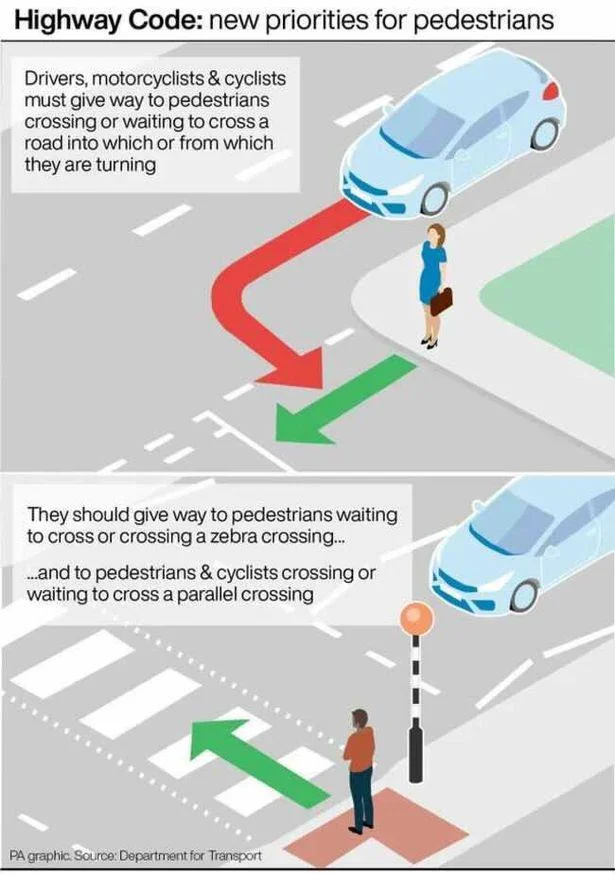 Highway Code: new priorities for pedestrians
Drivers, motorcyclists & cyclists
must give way to pedestrians
crossing or waiting to cross a
road into which or from which
they are turning
They should give way to pedestrians waiting
to cross or crossing a zebra crossing...
...and to pedestrians & cyclists crossing or
waiting to cross a parallel crossing
PA graphic. Source: Department for Transport